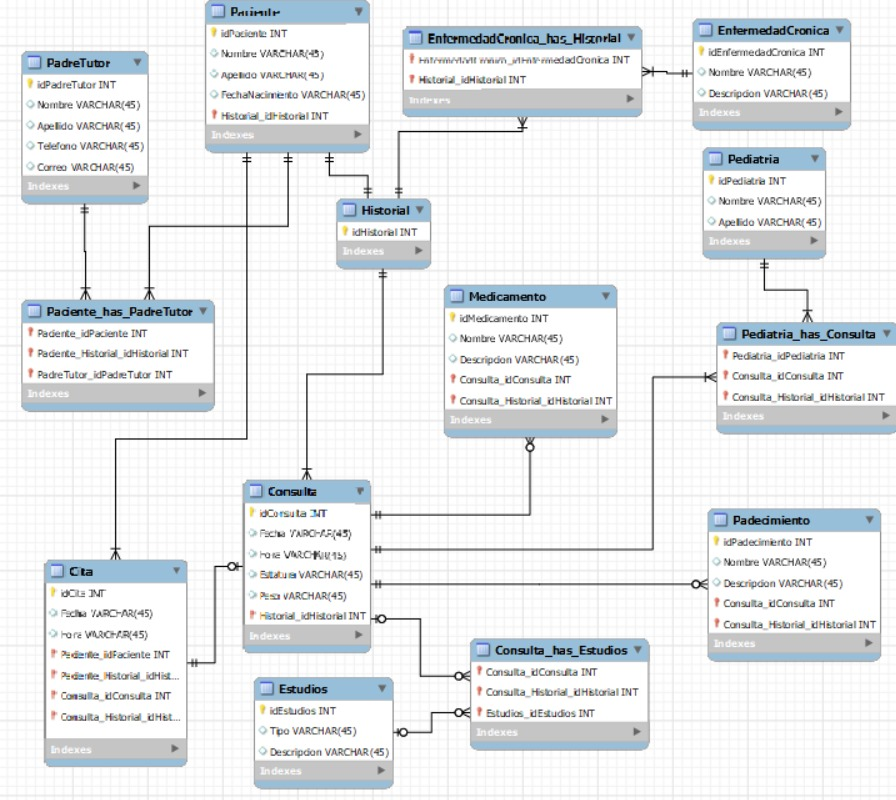 Paciente
idPaciente INT
Nombre VARCHAR(45)
Apellido VARCHAR(45)
FechaNacimiento VARCHAR(45)
Historial_idHistorial INT
Indexes
PadreTutor
idPadreTutor INT
Nombre VARCHAR(45)
Apellido VARCHAR(45)
Telefono VARCHAR(45)
Correo VARCHAR(45)
Indexes
EnfermedadCronica_has_Historial
EnfermedadCronica_idEnfermedadCronica INT
Historial_idHistorial INT
Indexes
EnfermedadCronica
idEnfermedadCronica INT
Nombre VARCHAR(45)
Descripcion VARCHAR(45)
Indexes
Pediatria
idPediatria INT
Nombre VARCHAR(45)
Apellido VARCHAR(45)
Indexes
Historial
idHistorial INT
Indexes
Paciente_has_PadreTutor
Paciente_idPaciente INT
Paciente_Historial_idHistorial INT
PadreTutor_idPadreTutor INT
Indexes
Medicamento
idMedicamento INT
Nombre VARCHAR(45)
Descripcion VARCHAR(45)
Consulta_idConsulta INT
Consulta_Historial_idHistorial INT
Indexes
Pediatria_has_Consulta
Pediatria_idPediatria INT
Consulta_idConsulta INT
Consulta_Historial_idHistorial INT
Indexes
Consulta
idConsulta INT
Fecha VARCHAR(45)
Hora VARCHAR(45)
Estatura VARCHAR(45)
Peso VARCHAR(45)
Historial_idHistorial INT
Indexes
Padecimiento
idPadecimiento INT
Nombre VARCHAR(45)
Descripcion VARCHAR(45)
Consulta_idConsulta INT
Consulta_Historial_idHistorial INT
Indexes
Cita
idCita INT
Fecha VARCHAR(45)
Hora VARCHAR(45)
Paciente_idPaciente INT
Paciente_Historial_idHist...
Consulta_idConsulta INT
Consulta_Historial_idHist...
Indexes
Consulta_has_Estudios
Consulta_idConsulta INT
Consulta_Historial_idHistorial INT
Estudios_idEstudios INT
Indexes
Estudios
idEstudios INT
Tipo VARCHAR(45)
Descripcion VARCHAR(45)
Indexes